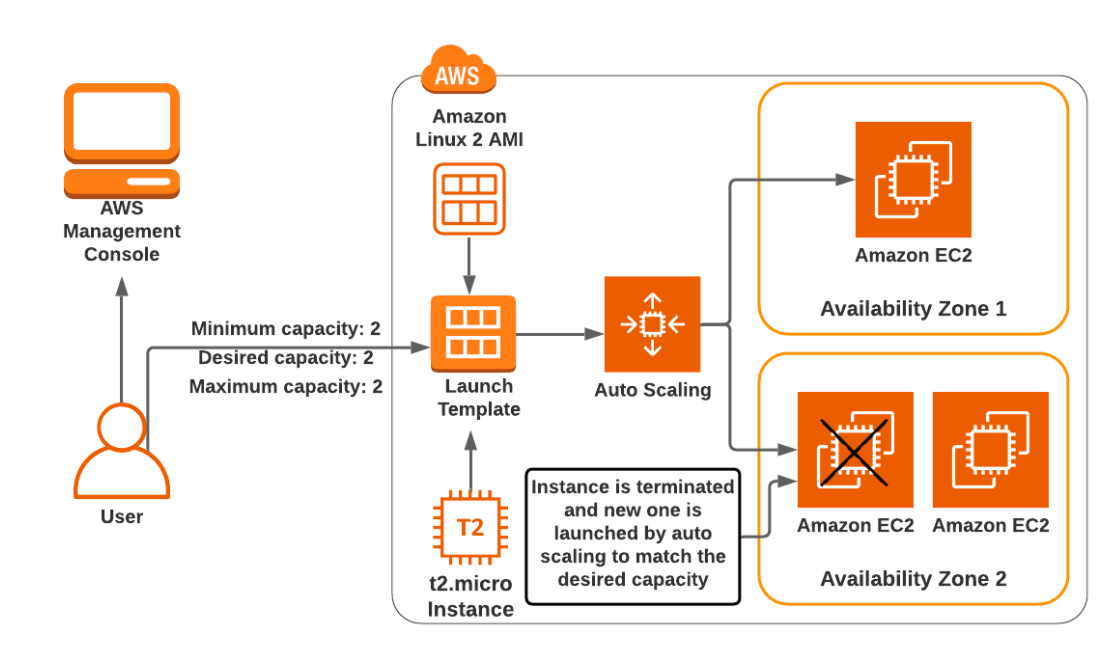 AWS
Amazon
Linux 2 AMI
AWS
Management
Console
Amazon EC2
Availability Zone 1
Minimum capacity: 2
Desired capacity: 2
Maximum capacity: 2
Launch
Template
Auto Scaling
User
T2
t2.micro
Instance
Instance is terminated
and new one is
launched by auto
scaling to match the
desired capacity
Amazon EC2
Amazon EC2
Availability Zone 2